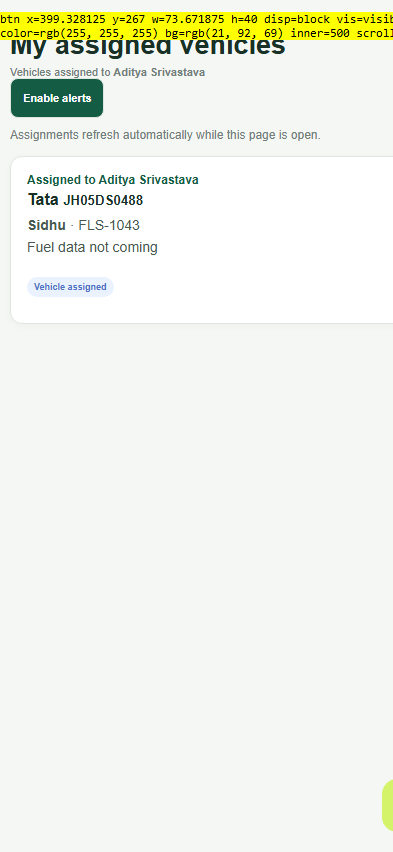 btn x=399.328125 y=267 w=73.671875 h=40 disp=block vis=visib
color=rgb(255, 255, 255) bg=rgb(21, 92, 69) inner=500 scroll
My assigned vehicles
Vehicles assigned to Aditya Srivastava
Enable alerts
Assignments refresh automatically while this page is open.
Assigned to Aditya Srivastava
Tata JH05DS0488
Sidhu · FLS-1043
Fuel data not coming
Vehicle assigned